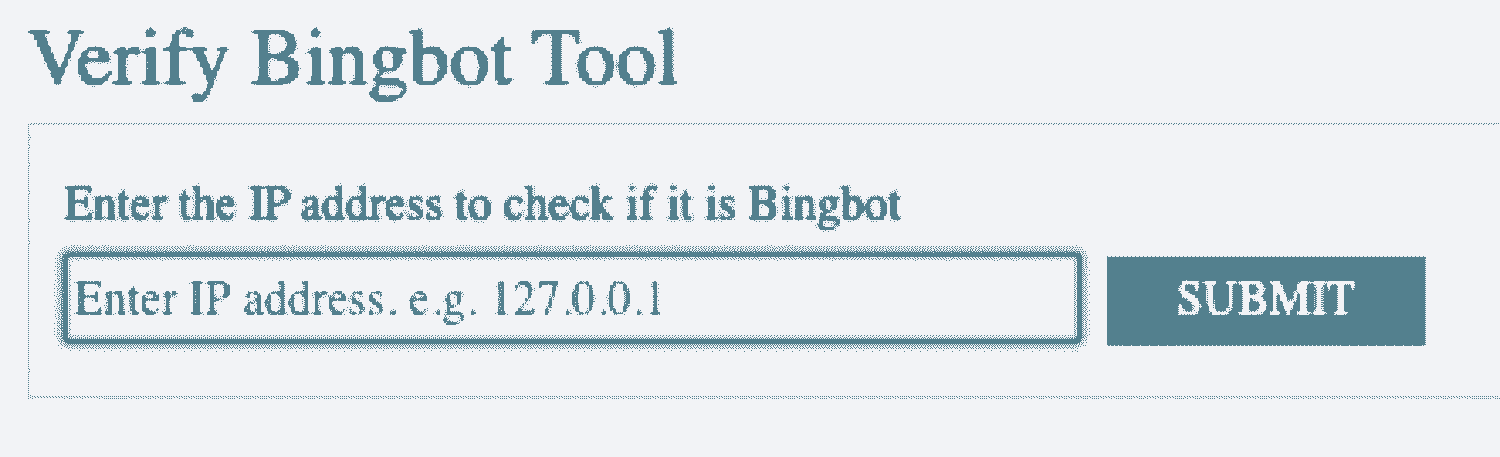 Verify Bingbot Tool
Enter the IP address to check if it is Bingbot
Enter IP address. e.g. 127.0.0.1
SUBMIT